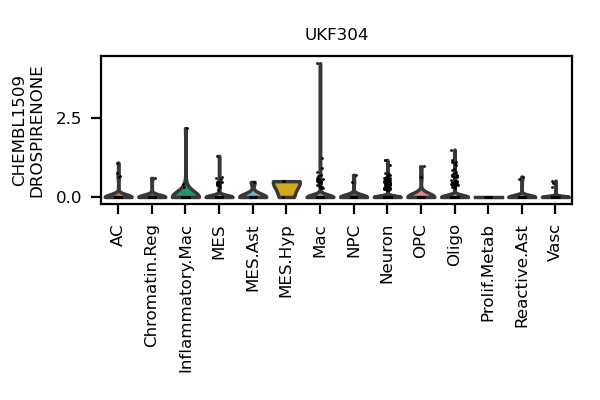 UKF304
CHEMBL1509
DROSPIRENONE
2.5
0.0
AC
Chromatin.Reg
Inflammatory.Mac
MES
MES.Ast
MES.Hyp
Mac
NPC
Neuron
OPC
Oligo
Prolif.Metab
Reactive.Ast
Vasc